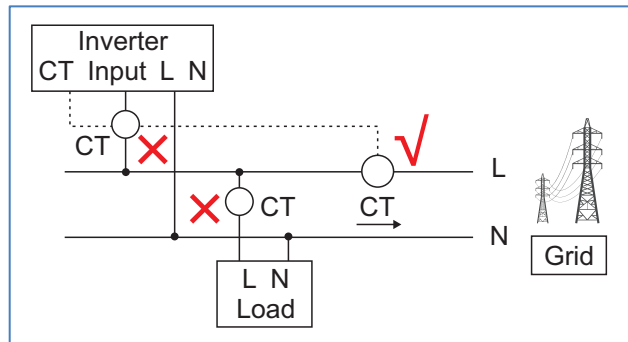 Inverter
CT Input L N
CT
L
CT
CT
N
L N
Load
Grid